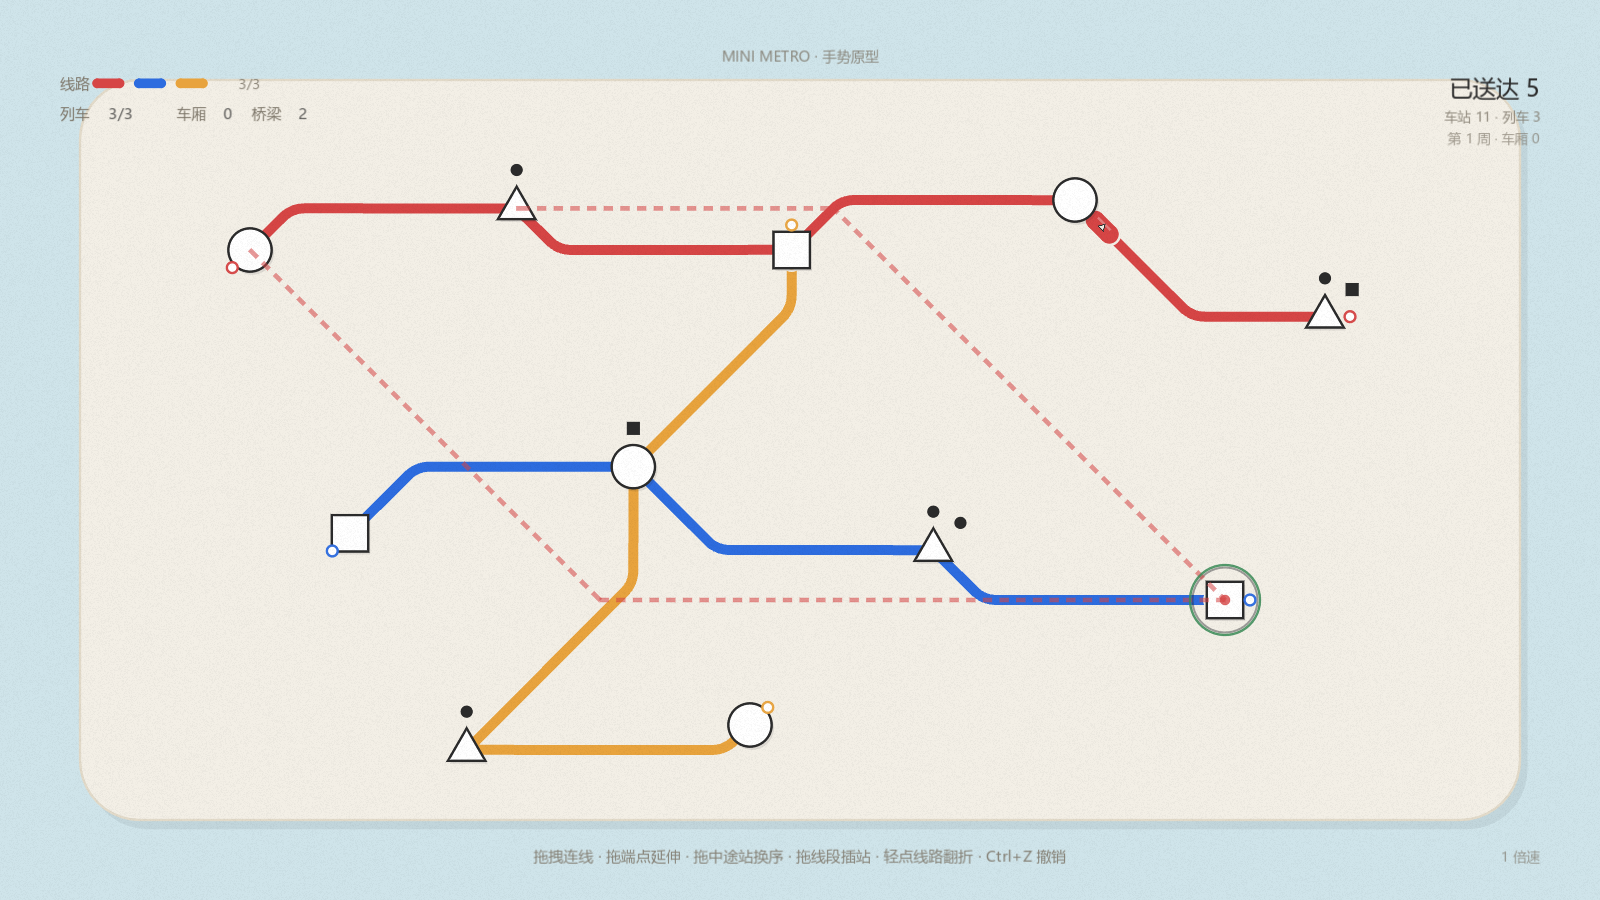 MINI METRO · 手势原型
线路 3/3
列车 3/3 车厢 0 桥梁 2
已送达 5
车站 11 · 列车 3
第 1 周 · 车厢 0
拖拽连线 · 拖端点延伸 · 拖中途站换序 · 拖线段插站 · 轻点线路翻折 · Ctrl+Z 撤销
1 倍速